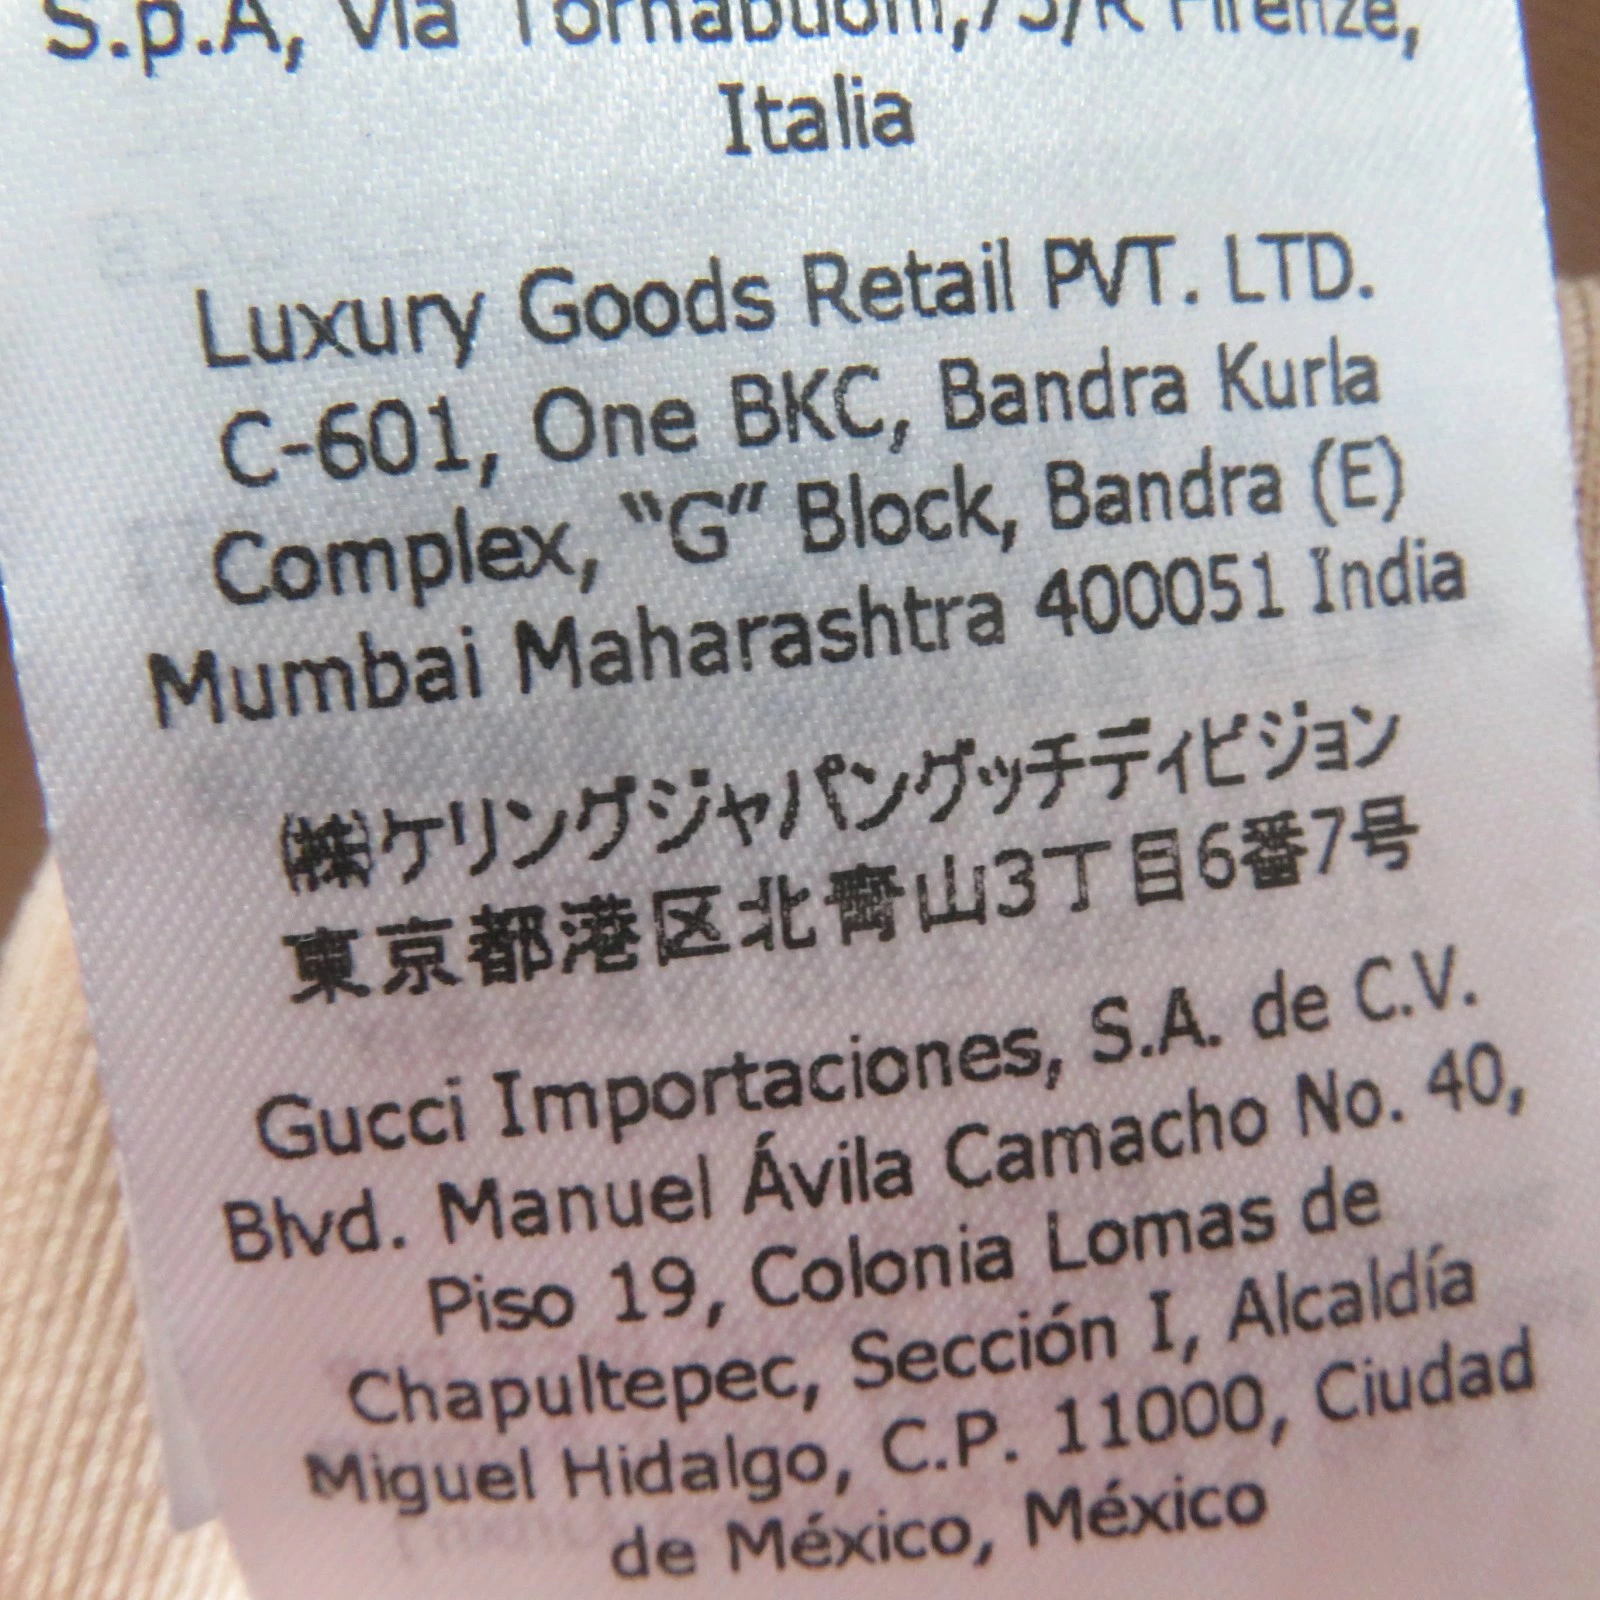 S.p.A, Via Tornabuoni,73/R Firenze,
Italia
Luxury Goods Retail PVT. LTD.
C-601, One BKC, Bandra Kurla
Complex, “G” Block, Bandra (E)
Mumbai Maharashtra 400051 India
㈱ケリングジャパングッチディビジョン
東京都港区北青山3丁目6番7号
Gucci Importaciones, S.A. de C.V.
Blvd. Manuel Ávila Camacho No. 40,
Piso 19, Colonia Lomas de
Chapultepec, Sección I, Alcaldía
Miguel Hidalgo, C.P. 11000, Ciudad
de México, México